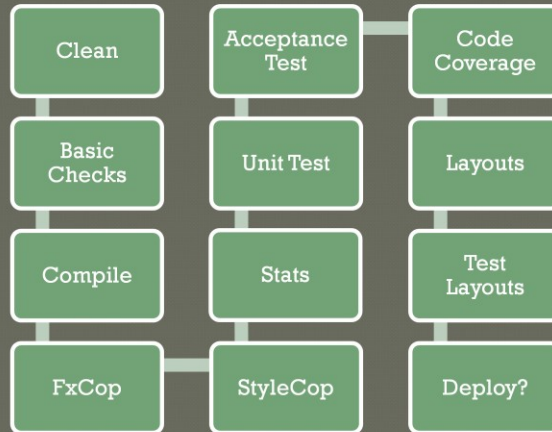 Clean
Basic
Checks
Compile
FxCop
StyleCop
Stats
Unit Test
Acceptance
Test
Code
Coverage
Layouts
Test
Layouts
Deploy?